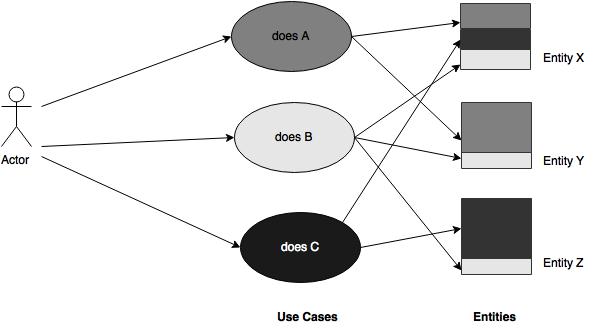 does A
Entity X
does B
Actor
Entity Y
does C
Entity Z
Use Cases
Entities